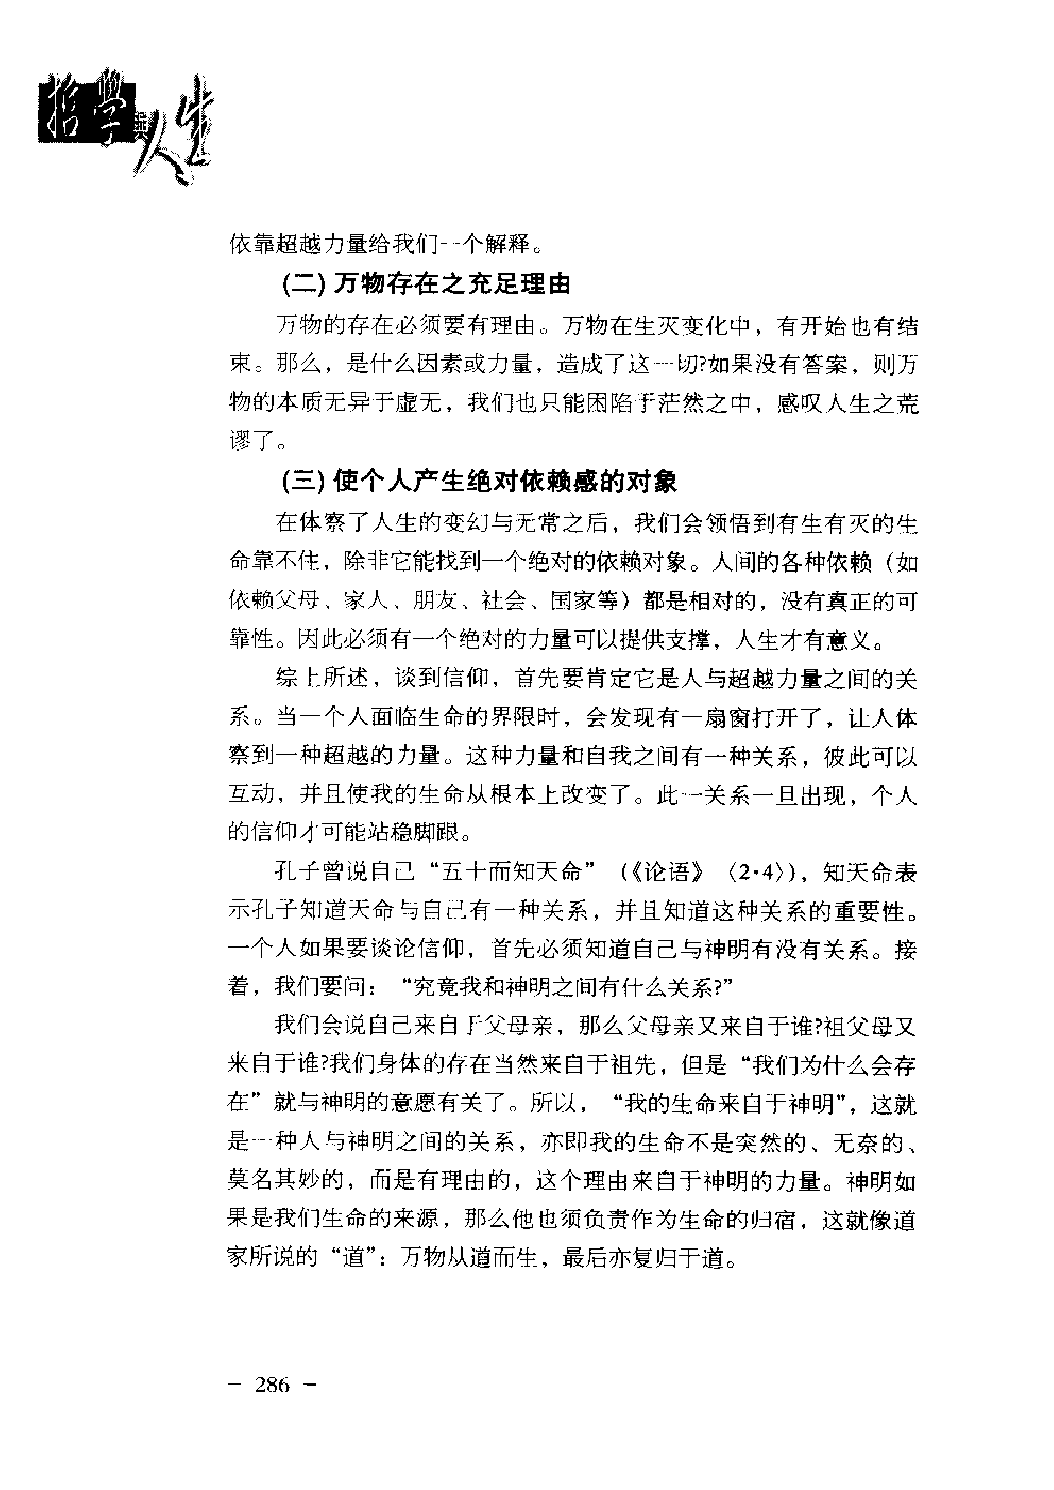 哲學與人生
依靠超越力量给我们一个解释。
(二) 万物存在之充足理由
万物的存在必须要有理由。万物在生灭变化中，有开始也有结
束。那么，是什么因素或力量，造成了这一切?如果没有答案，则万
物的本质无异于虚无，我们也只能困陷于茫然之中，感叹人生之荒
谬了。
(三) 使个人产生绝对依赖感的对象
在体察了人生的变幻与无常之后，我们会领悟到有生有灭的生
命靠不住，除非它能找到一个绝对的依赖对象。人间的各种依赖（如
依赖父母、家人、朋友、社会、国家等）都是相对的，没有真正的可
靠性。因此必须有一个绝对的力量可以提供支撑，人生才有意义。
综上所述，谈到信仰，首先要肯定它是人与超越力量之间的关
系。当一个人面临生命的界限时，会发现有一扇窗打开了，让人体
察到一种超越的力量。这种力量和自我之间有一种关系，彼此可以
互动，并且使我的生命从根本上改变了。此一关系一旦出现，个人
的信仰才可能站稳脚跟。
孔子曾说自己“五十而知天命”（《论语》〈2·4〉），知天命表
示孔子知道天命与自己有一种关系，并且知道这种关系的重要性。
一个人如果要谈论信仰，首先必须知道自己与神明有没有关系。接
着，我们要问：“究竟我和神明之间有什么关系?”
我们会说自己来自于父母亲，那么父母亲又来自于谁?祖父母又
来自于谁?我们身体的存在当然来自于祖先，但是“我们为什么会存
在”就与神明的意愿有关了。所以，“我的生命来自于神明”，这就
是一种人与神明之间的关系，亦即我的生命不是突然的、无奈的、
莫名其妙的，而是有理由的，这个理由来自于神明的力量。神明如
果是我们生命的来源，那么他也须负责作为生命的归宿，这就像道
家所说的“道”：万物从道而生，最后亦复归于道。
－ 286 －